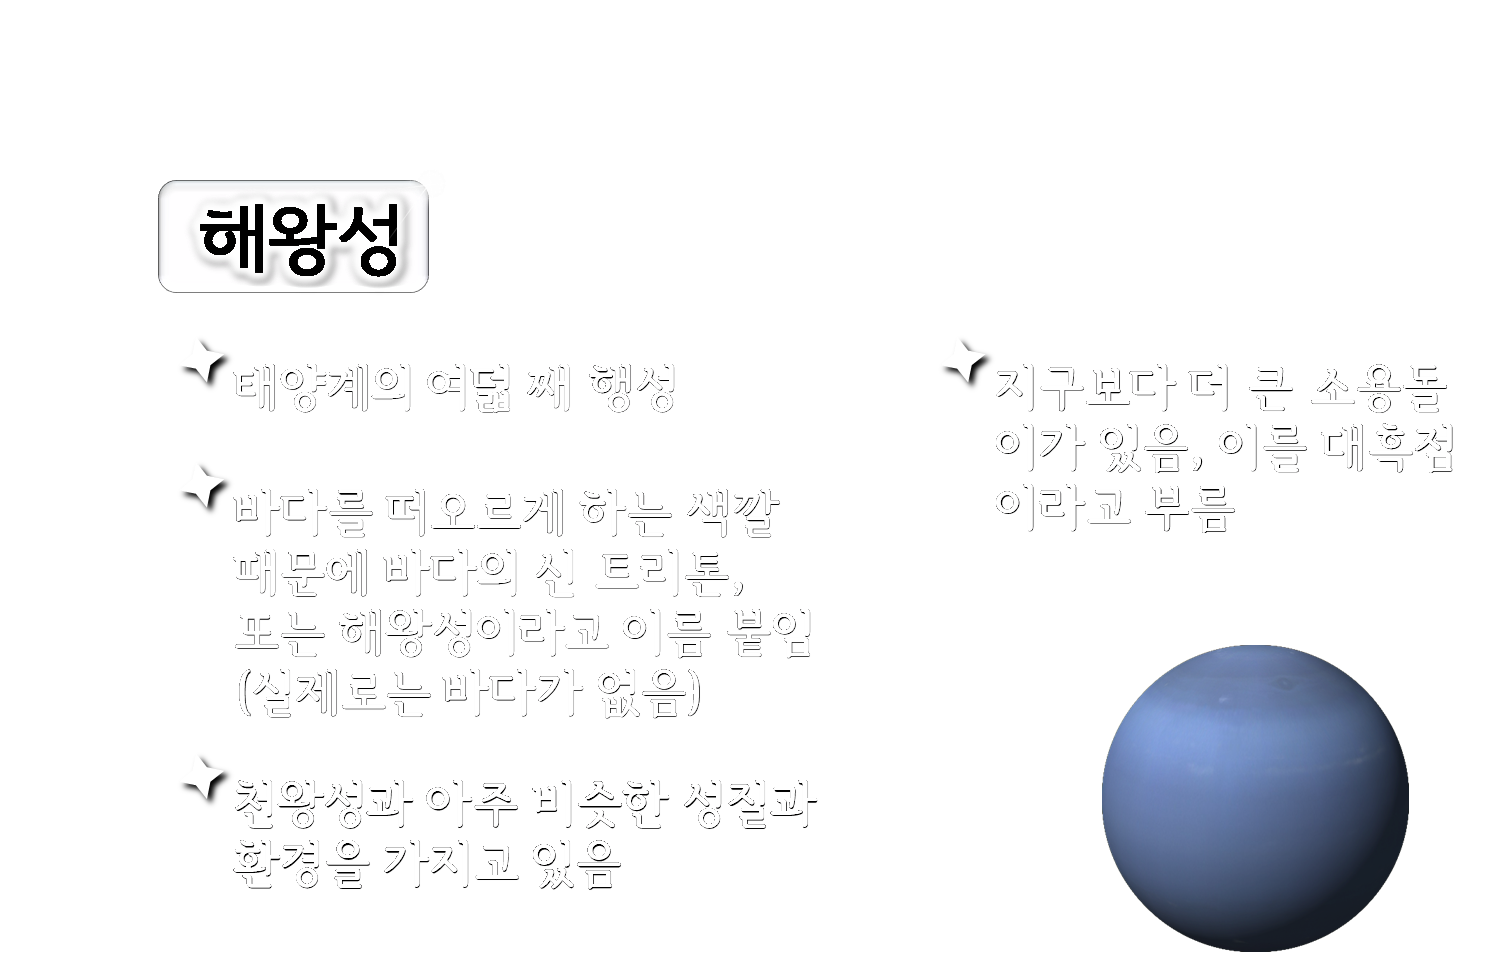 해왕성
태양계의 여덟 째 행성
바다를 떠오르게 하는 색깔
때문에 바다의 신 트리톤,
또는 해왕성이라고 이름 붙임
(실제로는 바다가 없음)
천왕성과 아주 비슷한 성질과
환경을 가지고 있음
지구보다 더 큰 소용돌
이가 있음, 이를 대흑점
이라고 부름